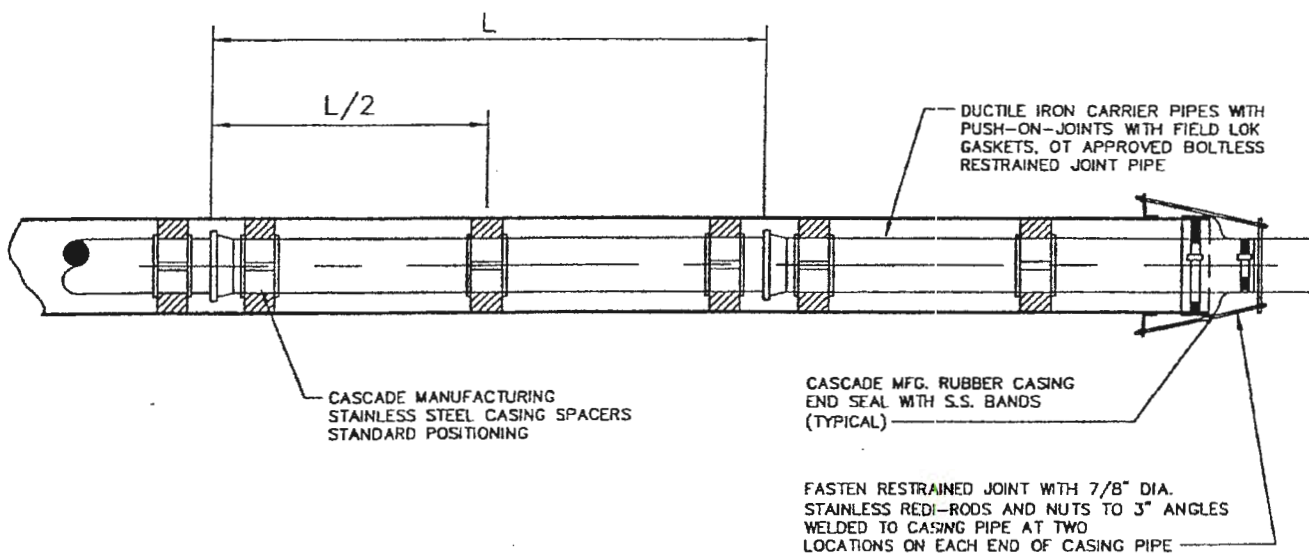 L
L/2
DUCTILE IRON CARRIER PIPES WITH
PUSH-ON-JOINTS WITH FIELD LOK
GASKETS, OT APPROVED BOLTLESS
RESTRAINED JOINT PIPE
CASCADE MANUFACTURING
STAINLESS STEEL CASING SPACERS
STANDARD POSITIONING
CASCADE MFG. RUBBER CASING
END SEAL WITH S.S. BANDS
(TYPICAL)
FASTEN RESTRAINED JOINT WITH 7/8" DIA.
STAINLESS REDI-RODS AND NUTS TO 3" ANGLES
WELDED TO CASING PIPE AT TWO
LOCATIONS ON EACH END OF CASING PIPE